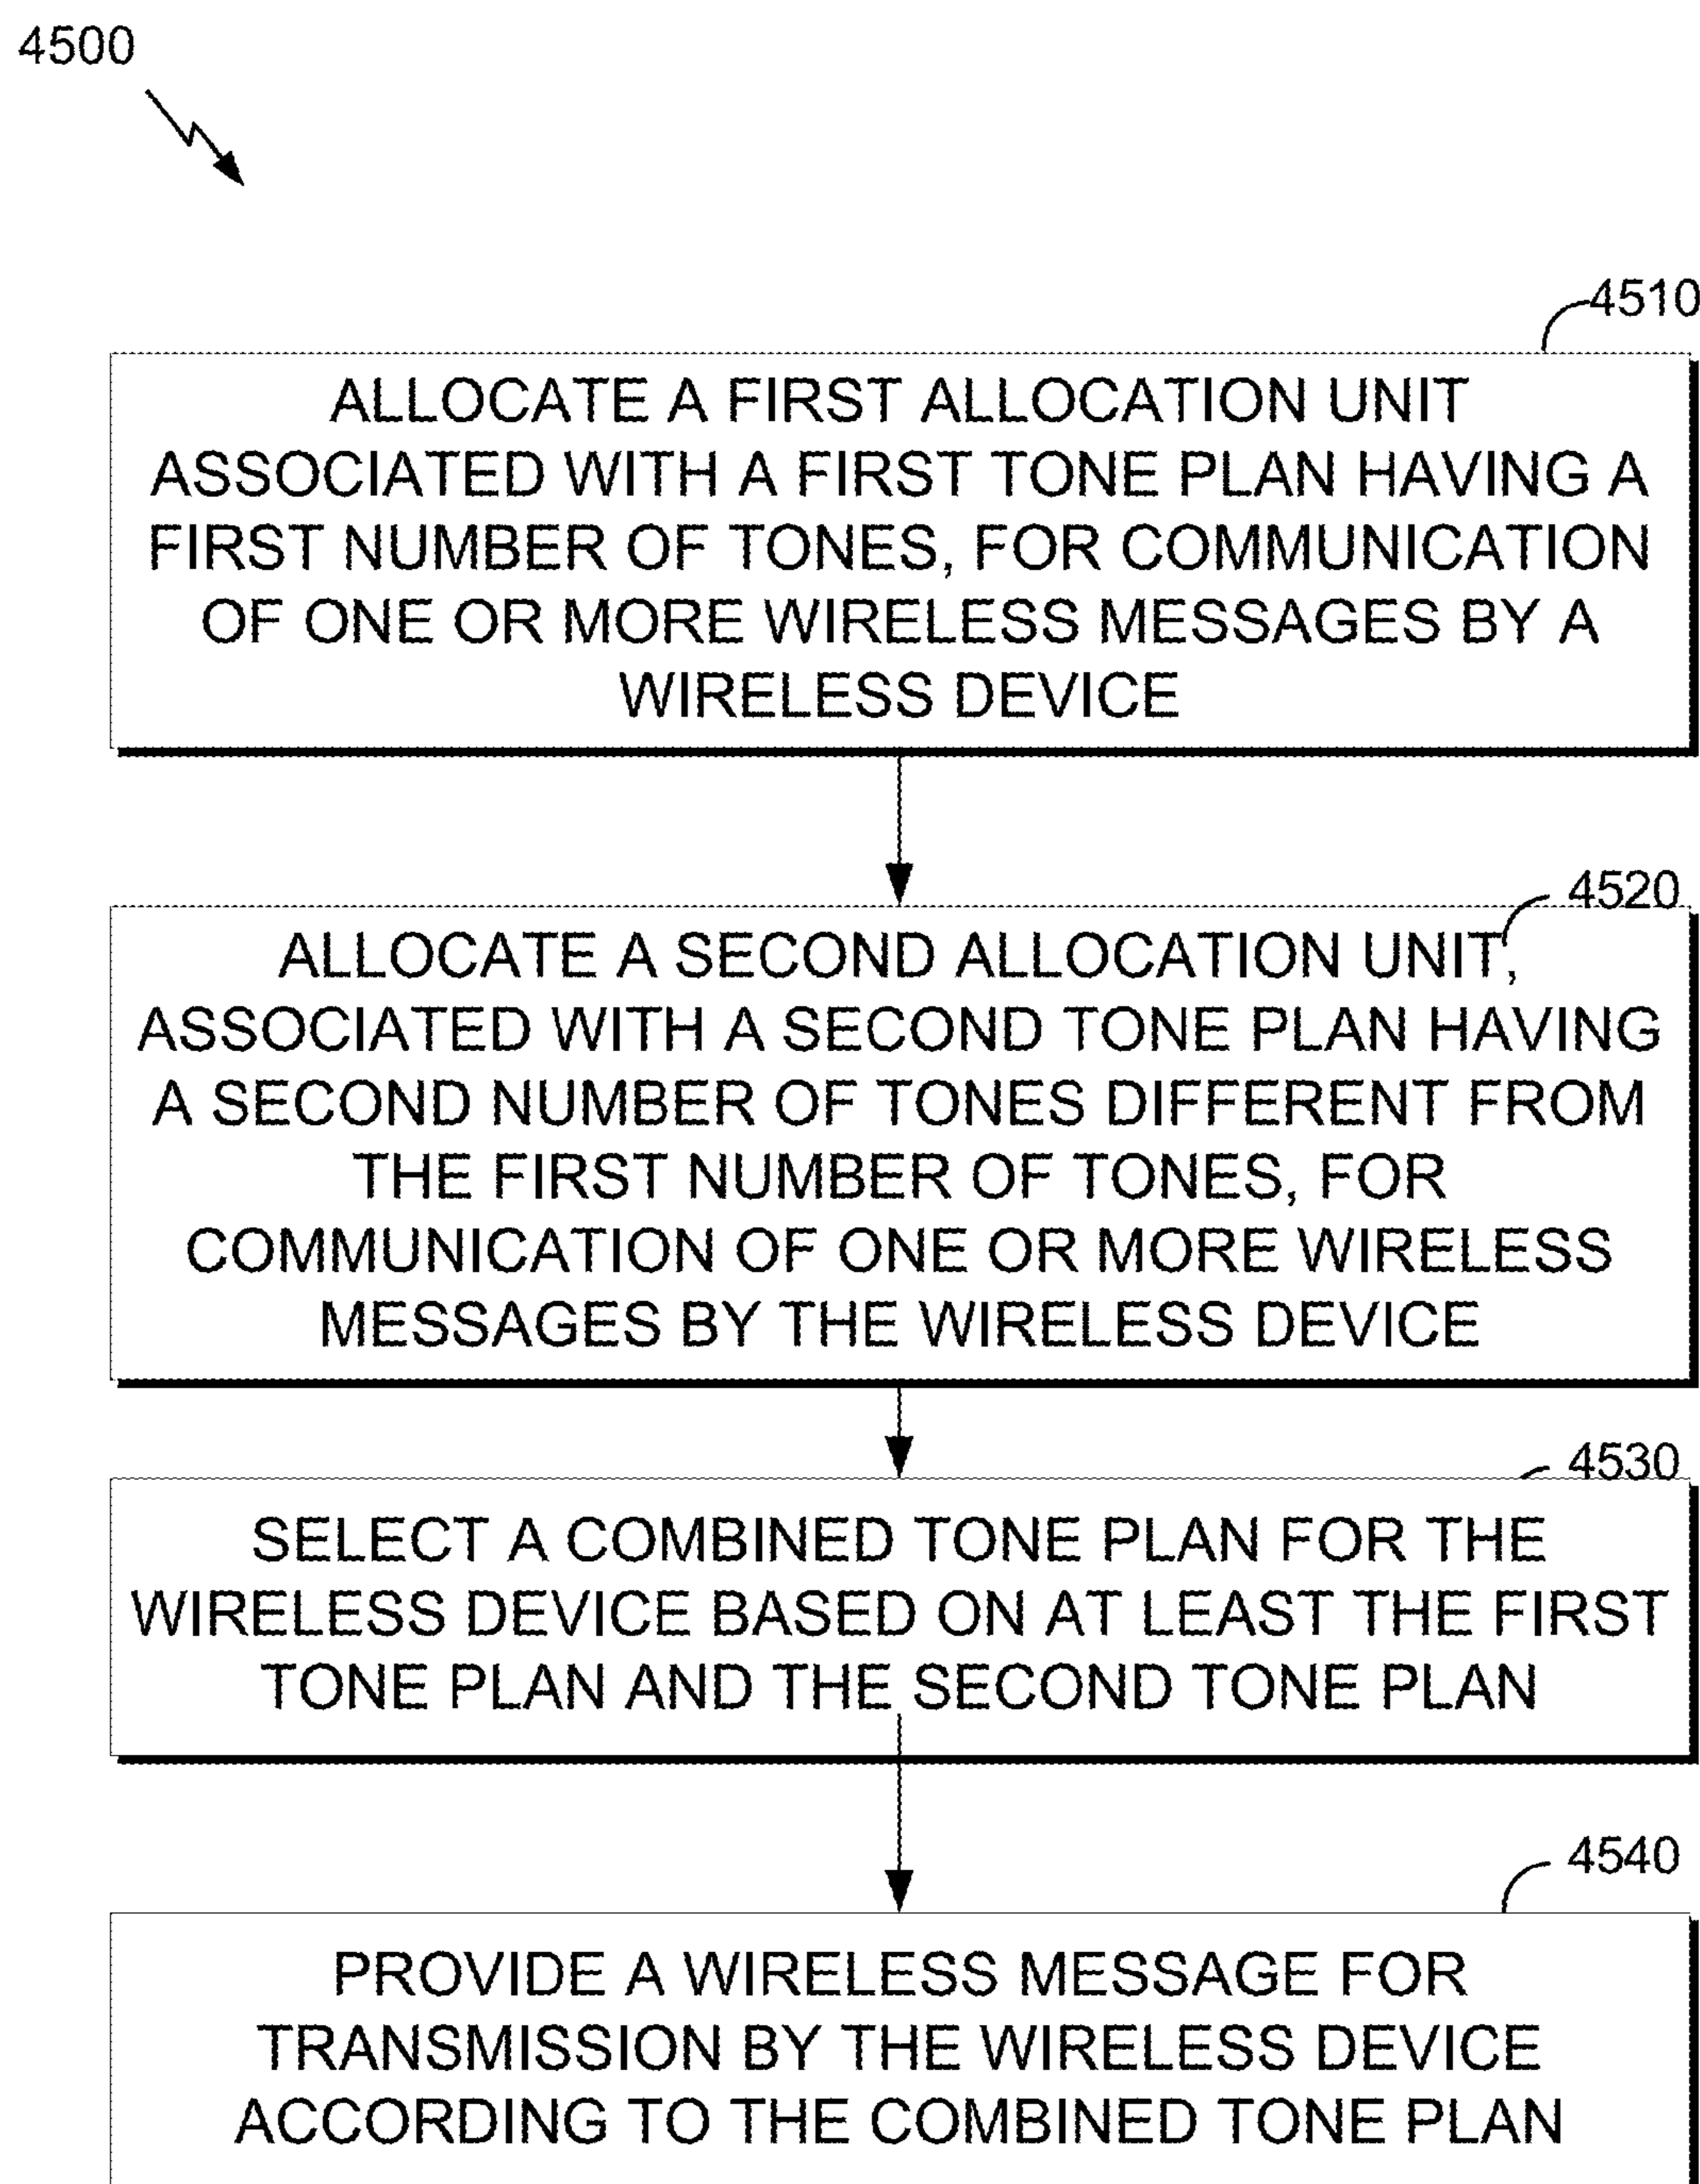 4500
4510
ALLOCATE A FIRST ALLOCATION UNIT
ASSOCIATED WITH A FIRST TONE PLAN HAVING A
FIRST NUMBER OF TONES, FOR COMMUNICATION
OF ONE OR MORE WIRELESS MESSAGES BY A
WIRELESS DEVICE
4520
ALLOCATE A SECOND ALLOCATION UNIT,
ASSOCIATED WITH A SECOND TONE PLAN HAVING
A SECOND NUMBER OF TONES DIFFERENT FROM
THE FIRST NUMBER OF TONES, FOR
COMMUNICATION OF ONE OR MORE WIRELESS
MESSAGES BY THE WIRELESS DEVICE
4530
SELECT A COMBINED TONE PLAN FOR THE
WIRELESS DEVICE BASED ON AT LEAST THE FIRST
TONE PLAN AND THE SECOND TONE PLAN
4540
PROVIDE A WIRELESS MESSAGE FOR
TRANSMISSION BY THE WIRELESS DEVICE
ACCORDING TO THE COMBINED TONE PLAN